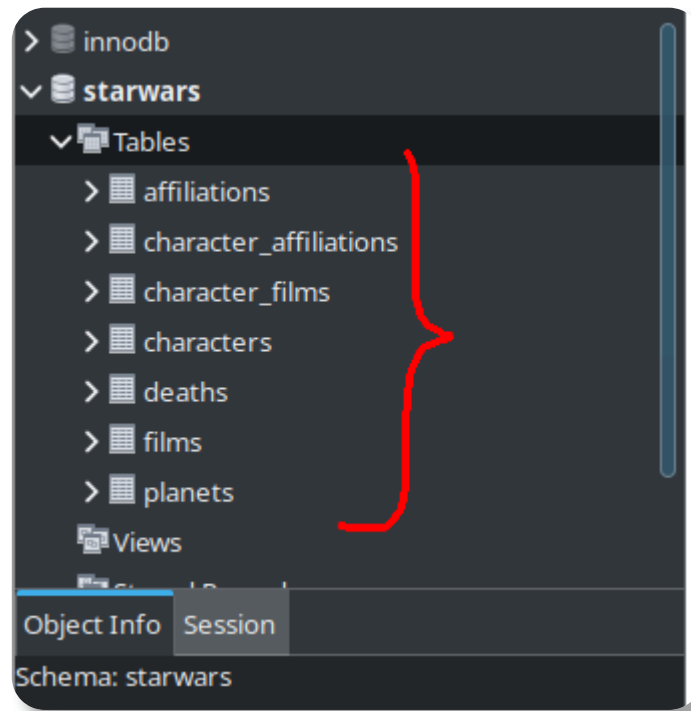 innodb
starwars
Tables
affiliations
character_affiliations
character_films
characters
deaths
films
planets
Views
Object Info Session
Schema: starwars